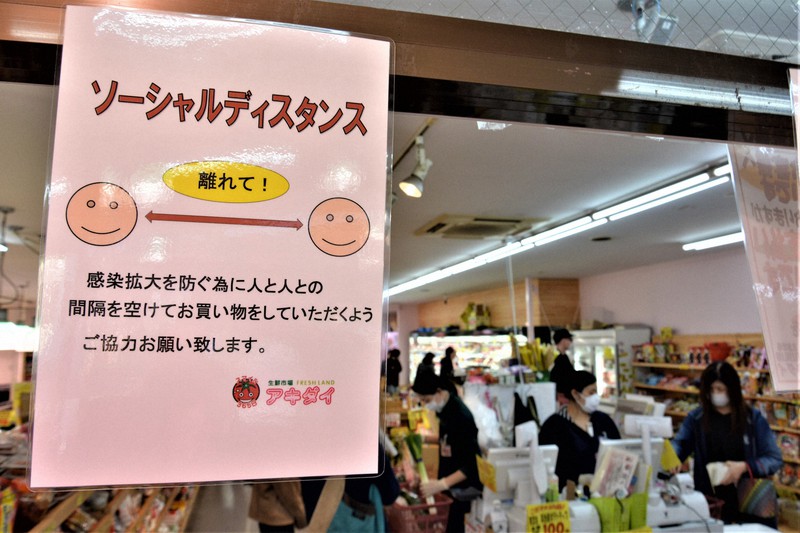 ソーシャルディスタンス
離れて！
感染拡大を防ぐ為に人と人との
間隔を空けてお買い物をしていただくよう
ご協力お願い致します。
生鮮市場 FRESH LAND
アキダイ
100